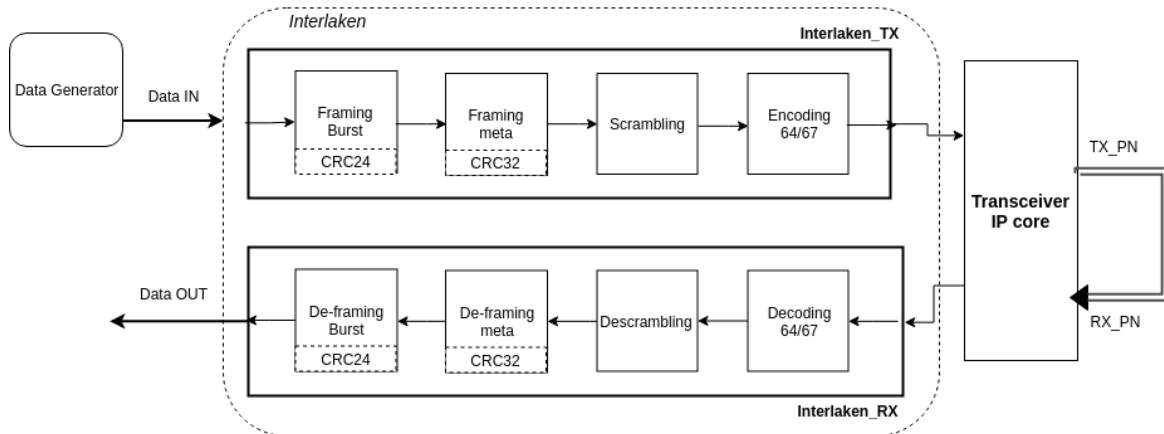 Interlaken
Interlaken_TX
Data Generator
Data IN
Framing
Burst
CRC24
Framing
meta
CRC32
Scrambling
Encoding
64/67
TX_PN
Transceiver
IP core
RX_PN
Data OUT
De-framing
Burst
CRC24
De-framing
meta
CRC32
Descrambling
Decoding
64/67
Interlaken_RX